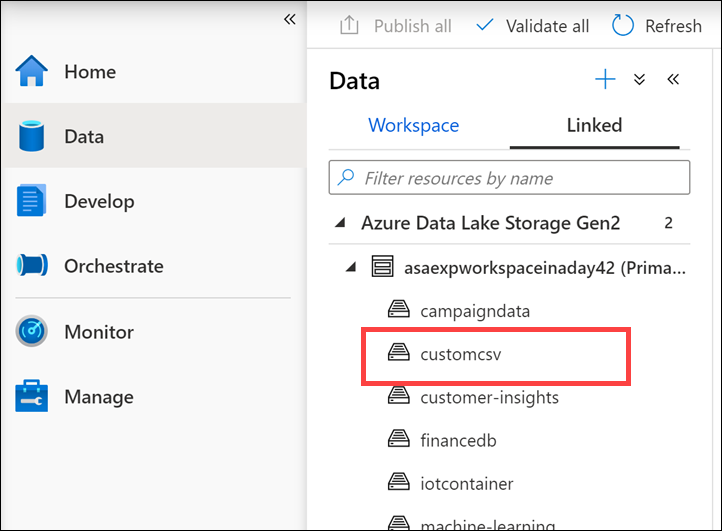 Publish all Validate all Refresh
Home
Data
Develop
Orchestrate
Monitor
Manage
Data
Workspace Linked
Filter resources by name
Azure Data Lake Storage Gen2 2
asaexpworkspaceinaday42 (Prima...
campaigndata
customcsv
customer-insights
financedb
iotcontainer
machine-learning